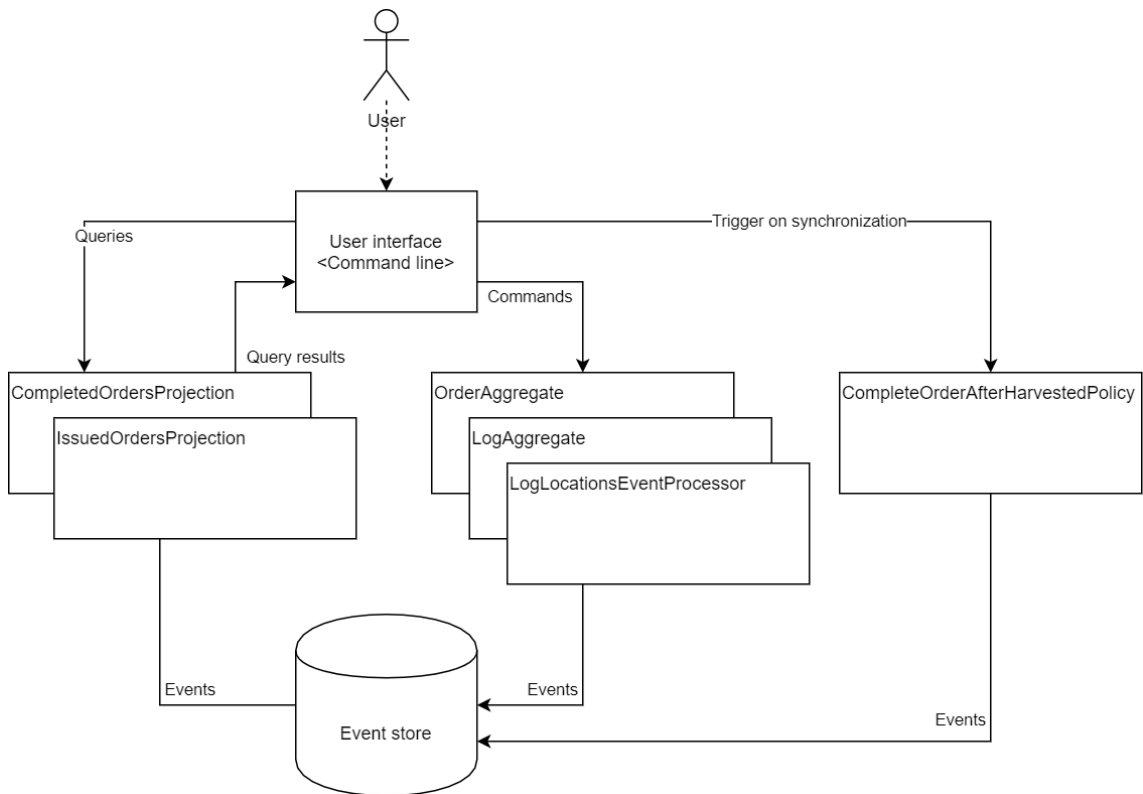 User
Queries
User interface
<Command line>
Trigger on synchronization
Commands
Query results
CompletedOrdersProjection
IssuedOrdersProjection
OrderAggregate
LogAggregate
LogLocationsEventProcessor
CompleteOrderAfterHarvestedPolicy
Events
Events
Events
Event store